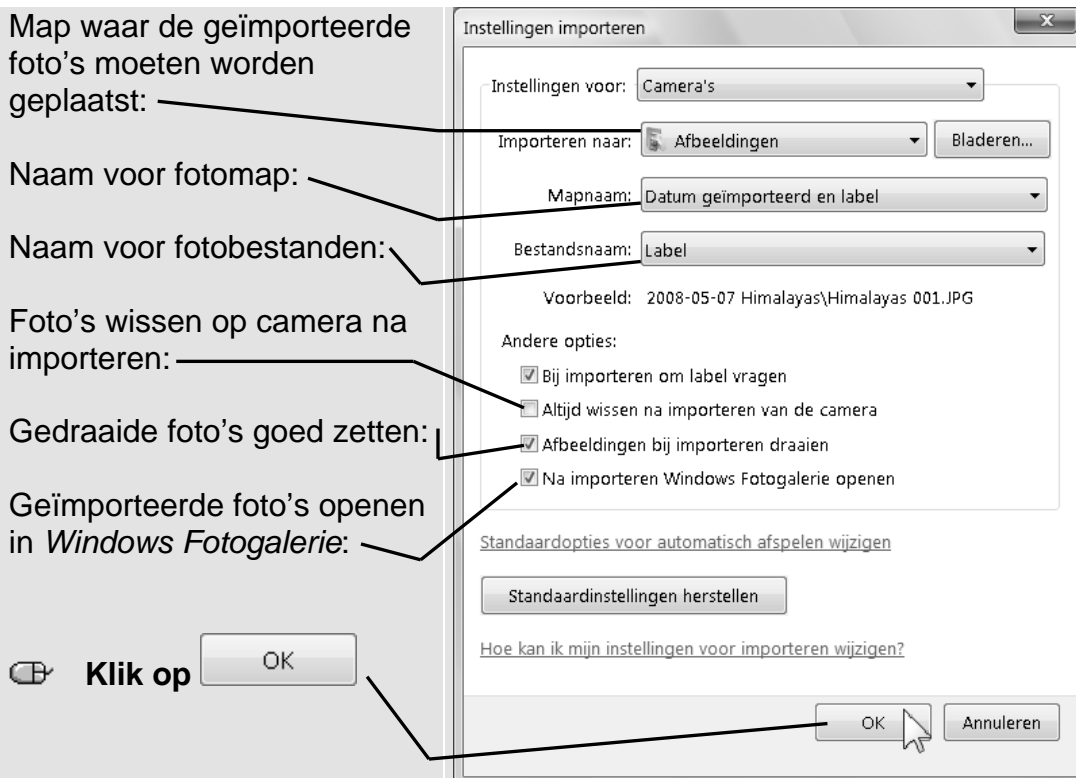 Map waar de geïmporteerde
foto's moeten worden
geplaatst:
Naam voor fotomap:
Naam voor fotobestanden:
Foto's wissen op camera na
importeren:
Gedraaide foto's goed zetten:
Geïmporteerde foto's openen
in Windows Fotogalerie:
Klik op OK
Instellingen importeren
Instellingen voor: Camera's
Importeren naar: Afbeeldingen Bladeren...
Mapnaam: Datum geïmporteerd en label
Bestandsnaam: Label
Voorbeeld: 2008-05-07 Himalayas\Himalayas 001.JPG
Andere opties:
Bij importeren om label vragen
Altijd wissen na importeren van de camera
Afbeeldingen bij importeren draaien
Na importeren Windows Fotogalerie openen
Standaardopties voor automatisch afspelen wijzigen
Standaardinstellingen herstellen
Hoe kan ik mijn instellingen voor importeren wijzigen?
OK Annuleren